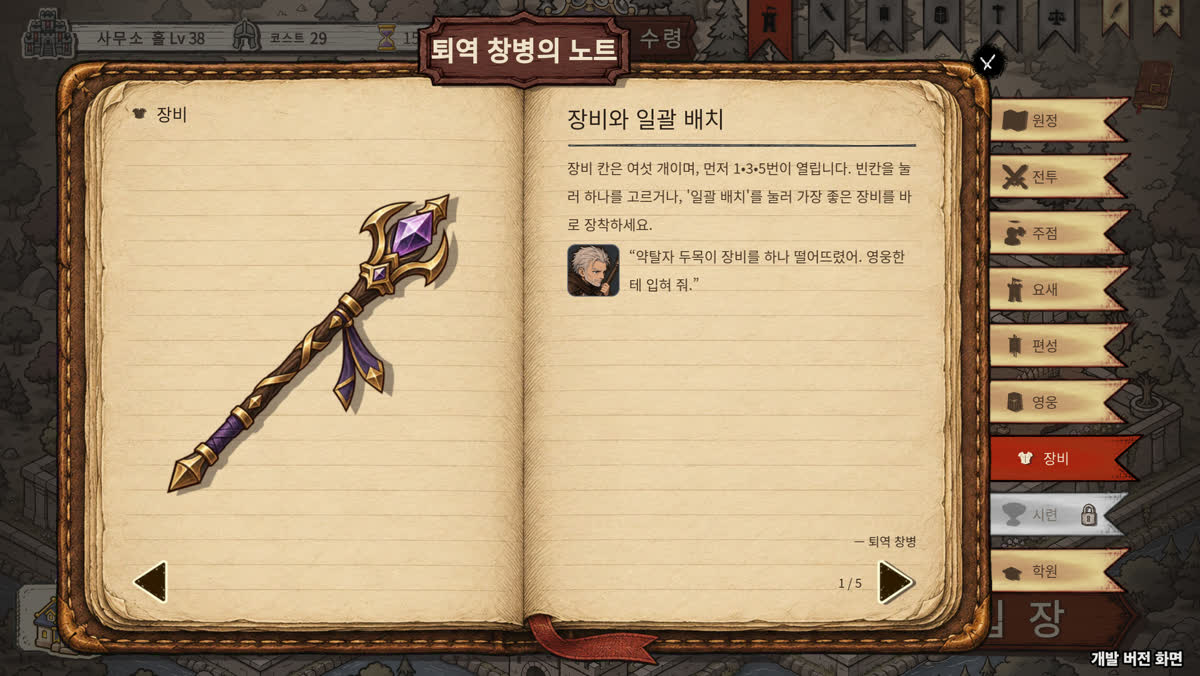 사무소 홀 Lv 38
코스트 29
15
수령
퇴역 창병의 노트
장비
장비와 일괄 배치
장비 칸은 여섯 개이며, 먼저 1•3•5번이 열립니다. 빈칸을 눌
러 하나를 고르거나, '일괄 배치'를 눌러 가장 좋은 장비를 바
로 장착하세요.
“약탈자 두목이 장비를 하나 떨어뜨렸어. 영웅한
테 입혀 줘.”
— 퇴역 창병
1 / 5
원정
전투
주점
요새
편성
영웅
장비
시련
학원
장
개발 버전 화면